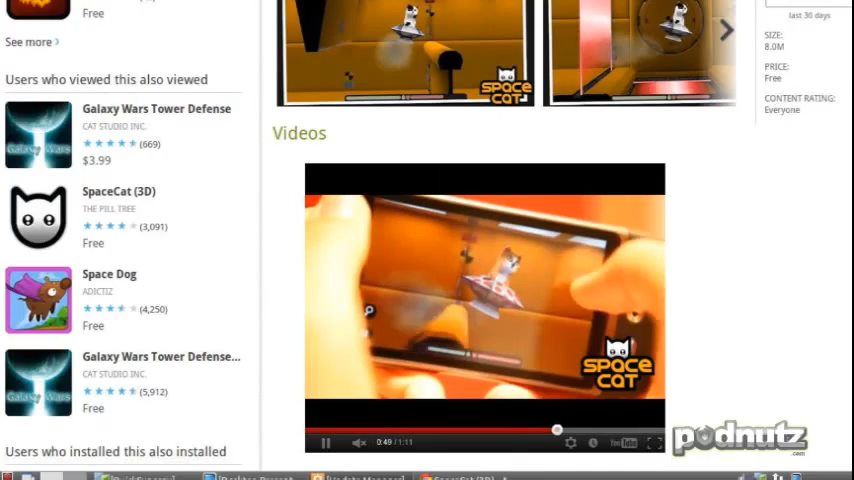 Free
See more ›
Users who viewed this also viewed
Galaxy Wars Tower Defense
CAT STUDIO INC.
(669)
$3.99
SpaceCat (3D)
THE PILL TREE
(3,091)
Free
Space Dog
ADICTIZ
(4,250)
Free
Galaxy Wars Tower Defense...
CAT STUDIO INC.
(5,912)
Free
Users who installed this also installed
SPACE
CAT
Videos
SPACE
CAT
0:49 / 1:11
You Tube
last 30 days
SIZE:
8.0M
PRICE:
Free
CONTENT RATING:
Everyone
podnutz
.com